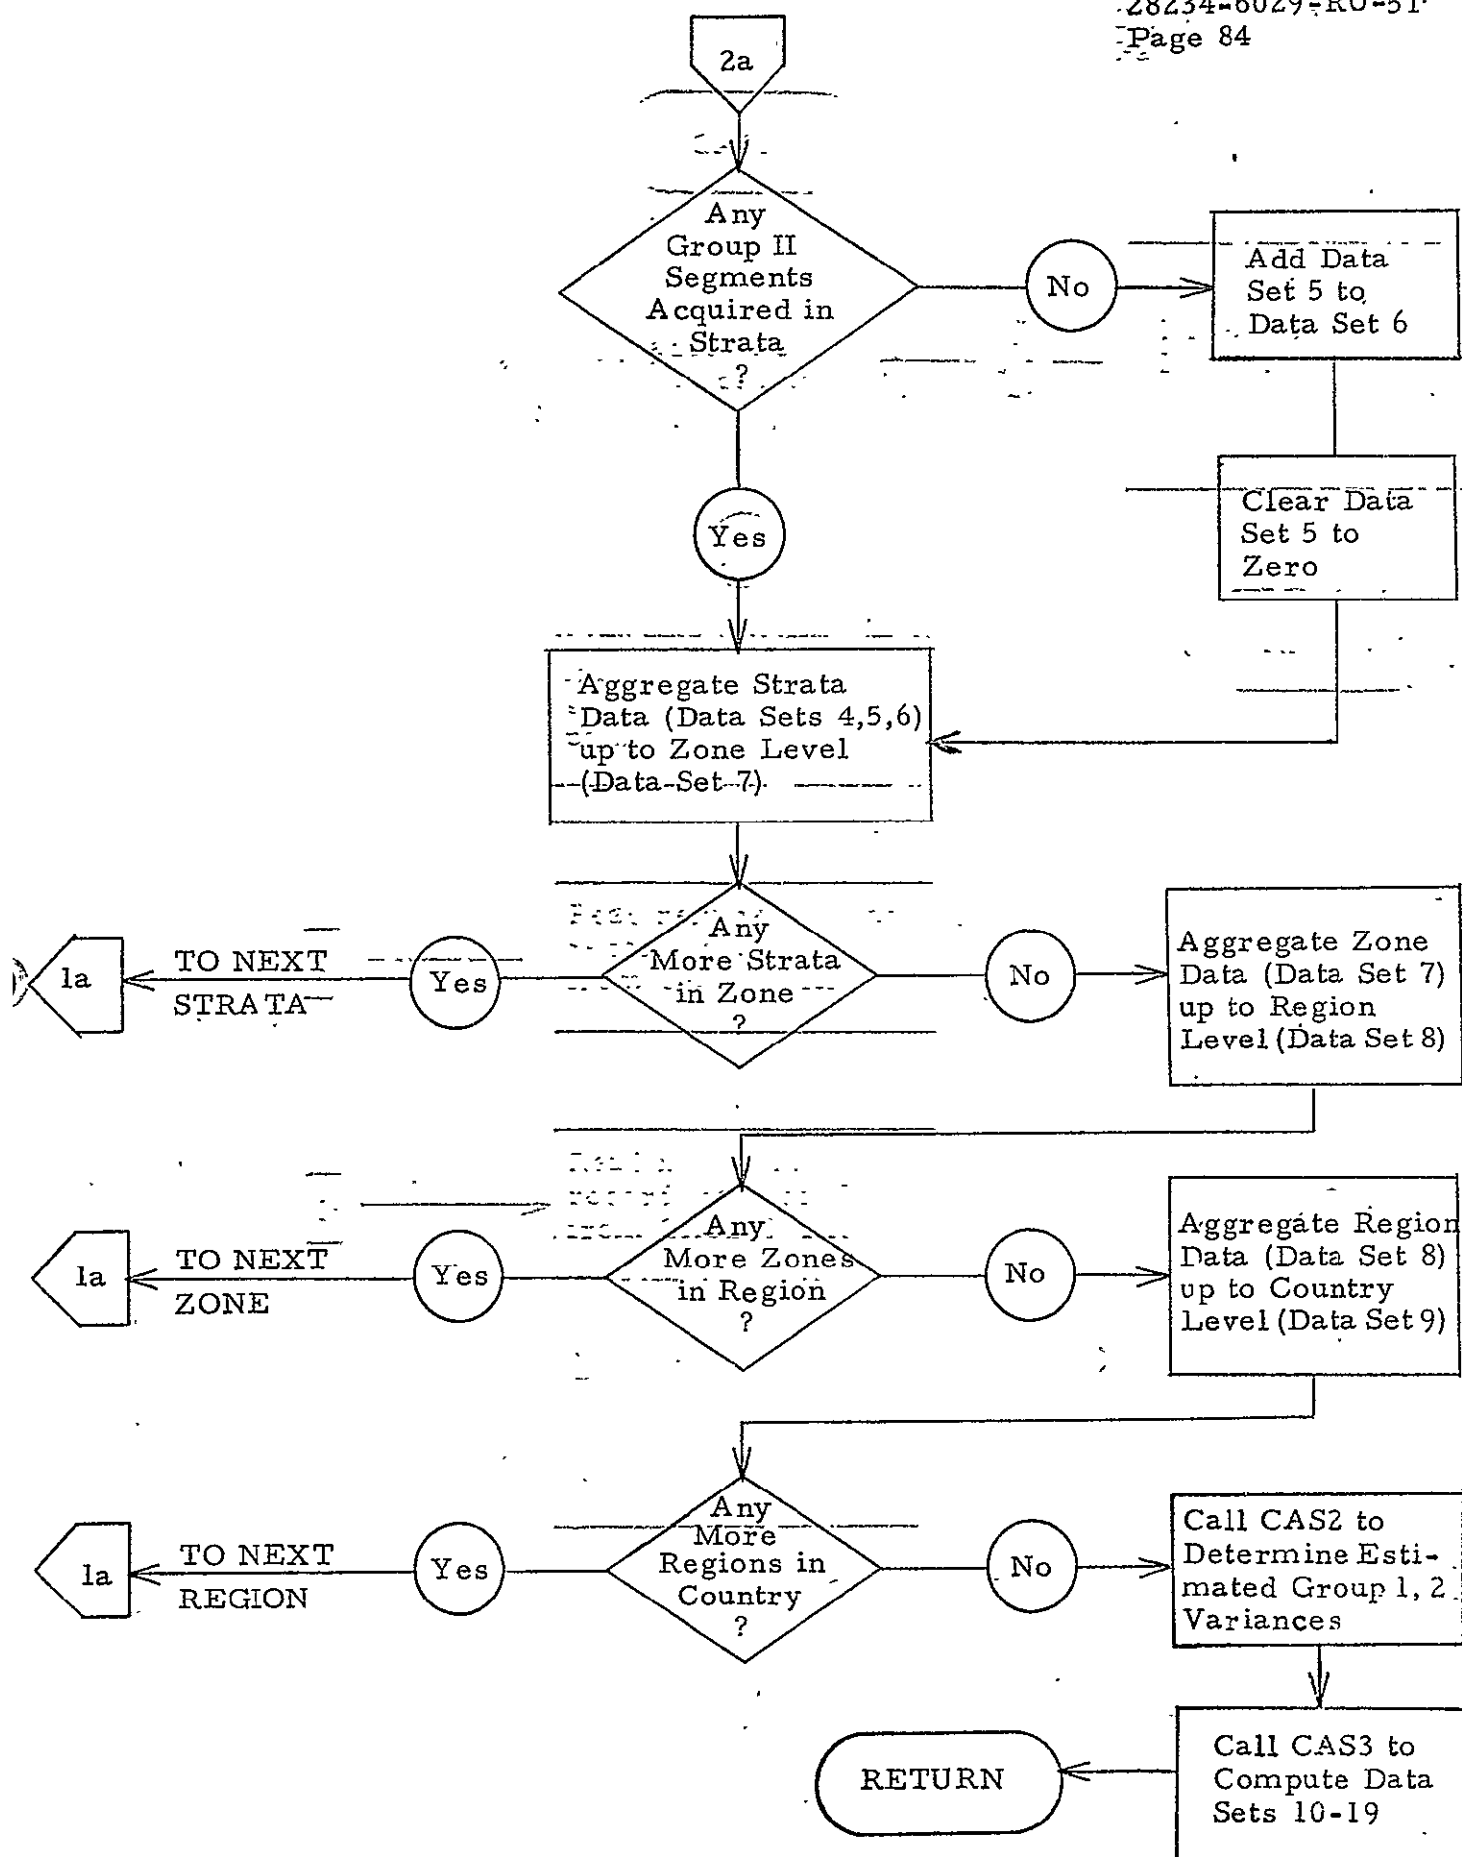 28234-6029-RU-51
Page 84
2a
Any
Group II
Segments
Acquired in
Strata
?
No
Add Data
Set 5 to
Data Set 6
Clear Data
Set 5 to
Zero
Yes
Aggregate Strata
Data (Data Sets 4,5,6)
up to Zone Level
(Data Set 7)
Any
More Strata
in Zone
?
Yes
TO NEXT
STRATA
1a
No
Aggregate Zone
Data (Data Set 7)
up to Region
Level (Data Set 8)
Any
More Zones
in Region
?
Yes
TO NEXT
ZONE
1a
No
Aggregate Region
Data (Data Set 8)
up to Country
Level (Data Set 9)
Any
More
Regions in
Country
?
Yes
TO NEXT
REGION
1a
No
Call CAS2 to
Determine Esti-
mated Group 1, 2
Variances
Call CAS3 to
Compute Data
Sets 10-19
RETURN